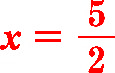 x = 5/2